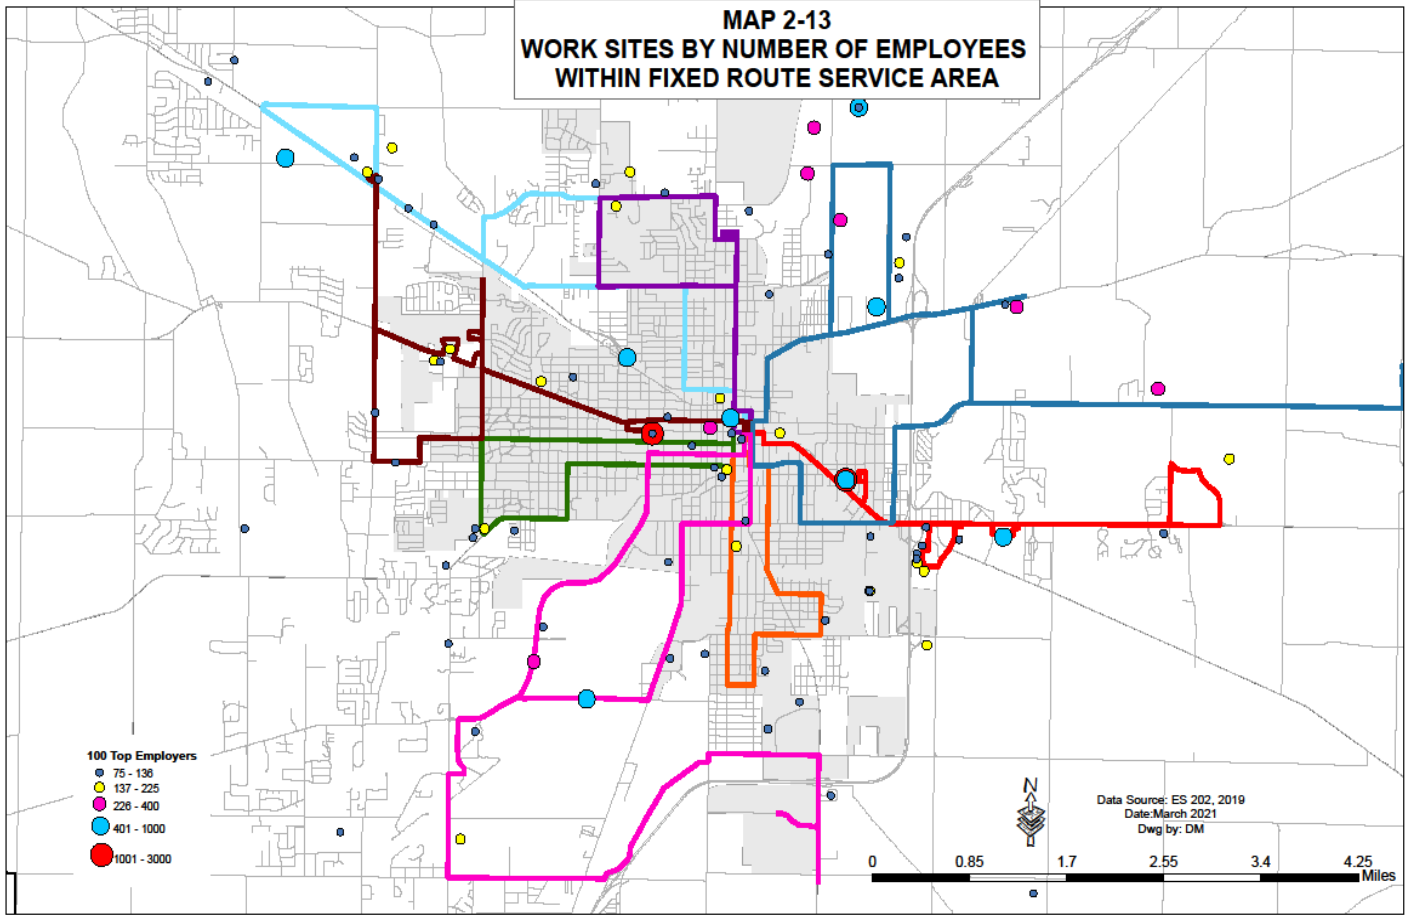 MAP 2-13
WORK SITES BY NUMBER OF EMPLOYEES
WITHIN FIXED ROUTE SERVICE AREA
100 Top Employers
75 - 136
137 - 225
226 - 400
401 - 1000
1001 - 3000
N
Data Source: ES 202, 2019
Date:March 2021
Dwg by: DM
0 0.85 1.7 2.55 3.4 4.25
Miles